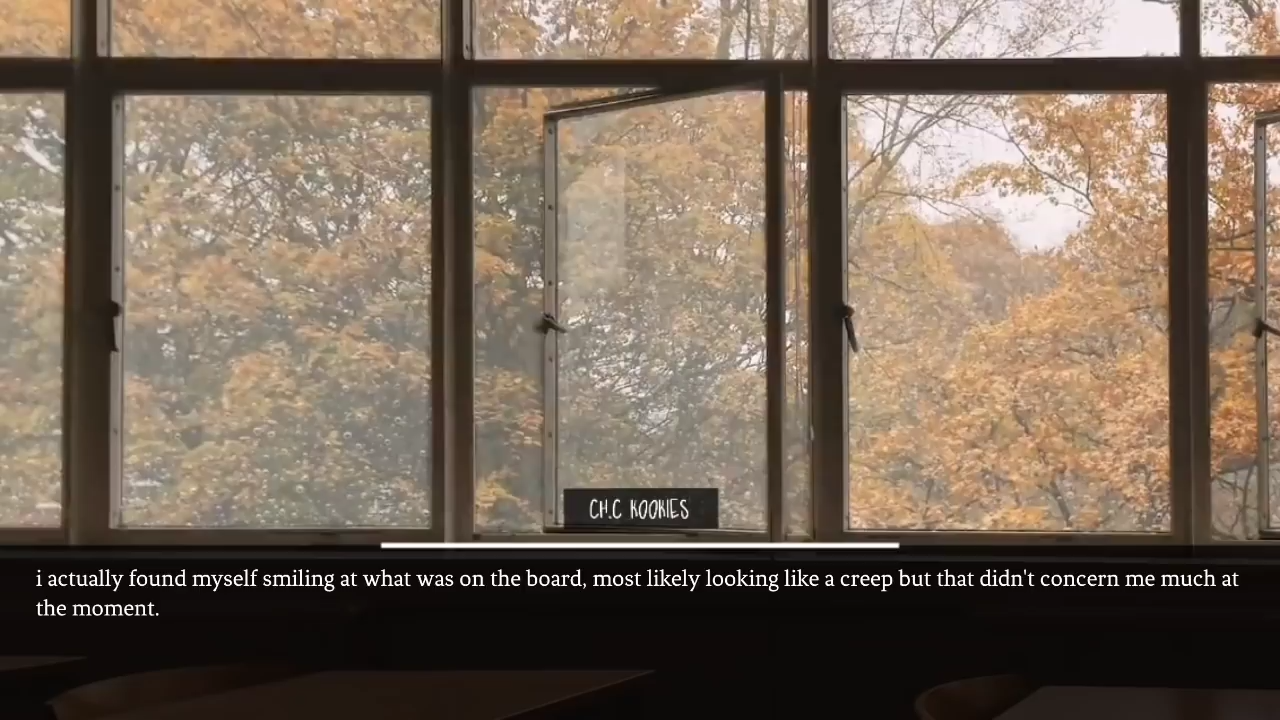 CH.C KOOKIES
i actually found myself smiling at what was on the board, most likely looking like a creep but that didn't concern me much at
the moment.